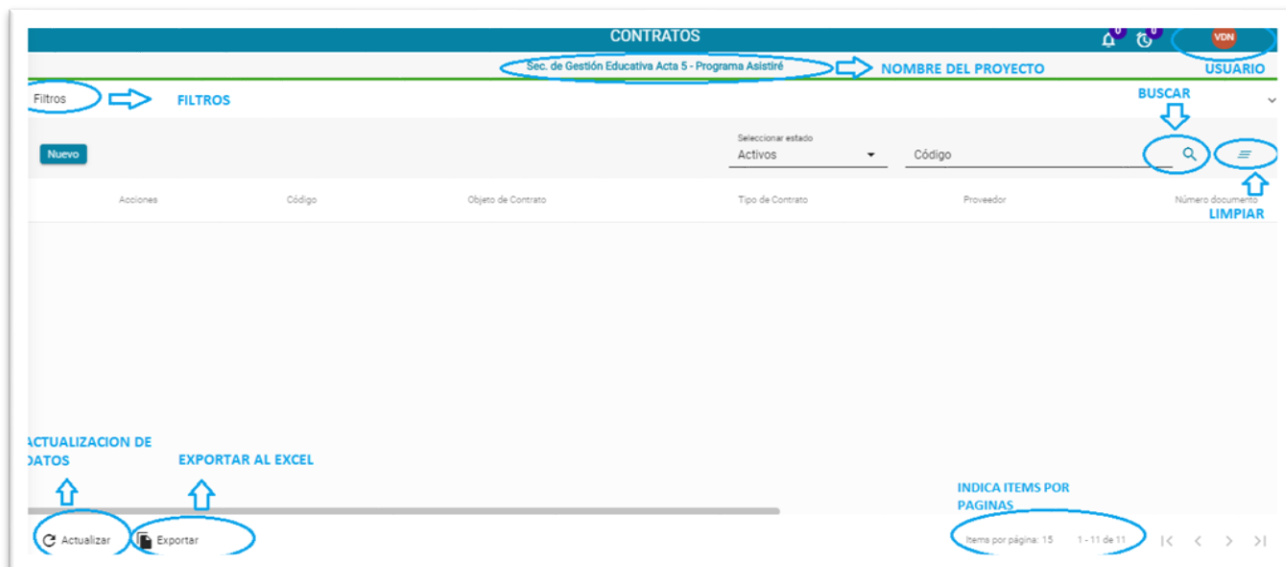 CONTRATOS
0
0
VDN
Sec. de Gestión Educativa Acta 5 - Programa Asistiré
NOMBRE DEL PROYECTO
USUARIO
Filtros
FILTROS
BUSCAR
Nuevo
Seleccionar estado
Activos
Código
Acciones
Código
Objeto de Contrato
Tipo de Contrato
Proveedor
Número documento
LIMPIAR
ACTUALIZACION DE
DATOS
EXPORTAR AL EXCEL
INDICA ITEMS POR
PAGINAS
Actualizar
Exportar
Items por página: 15
1 - 11 de 11